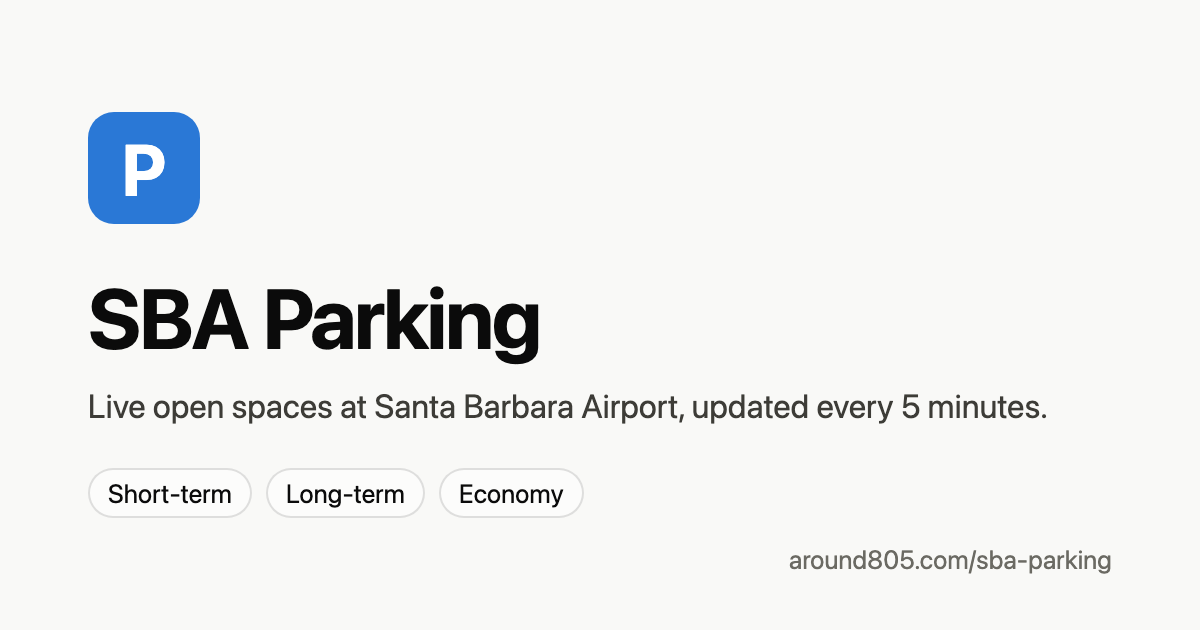 P
SBA Parking
Live open spaces at Santa Barbara Airport, updated every 5 minutes.
Short-term Long-term Economy
around805.com/sba-parking